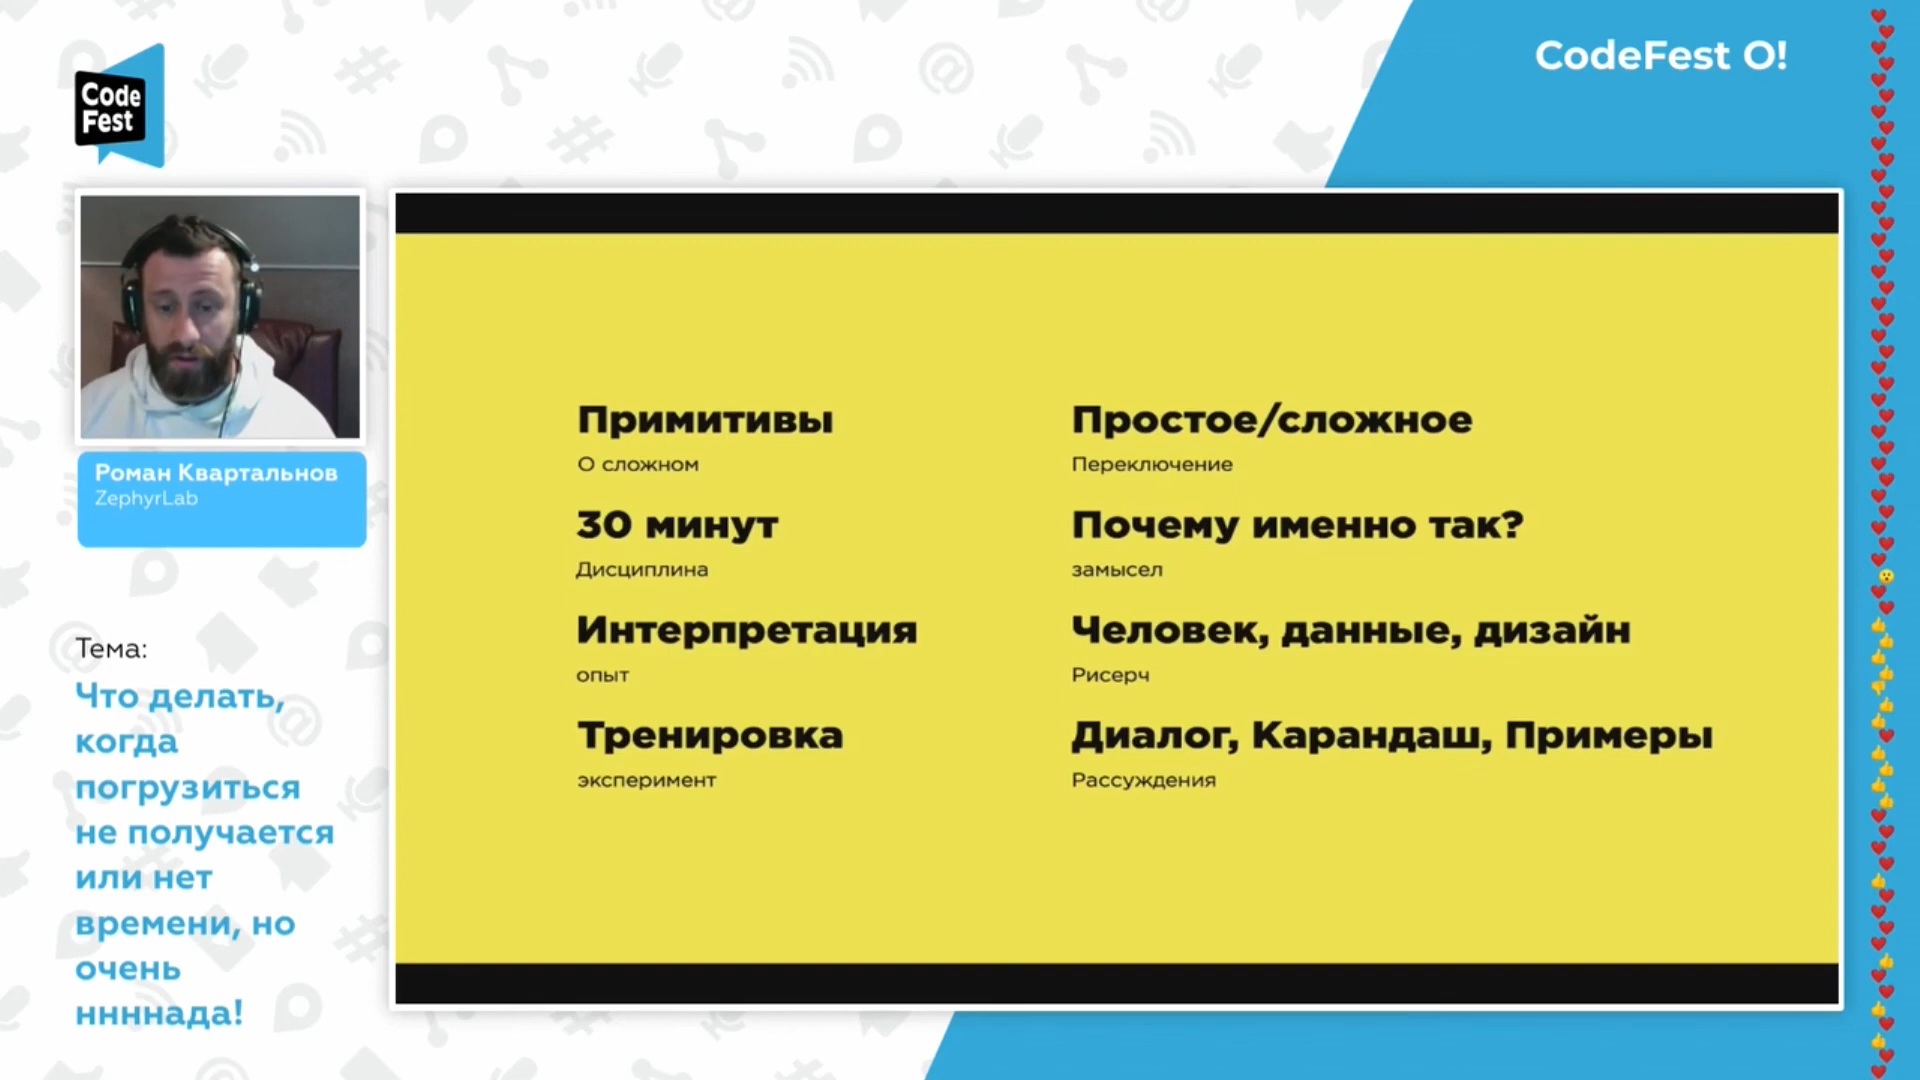 Code
Fest
CodeFest O!
Роман Квартальнов
ZephyrLab
Тема:
Что делать,
когда
погрузиться
не получается
или нет
времени, но
очень
ннннада!
Примитивы
О сложном
30 минут
Дисциплина
Интерпретация
опыт
Тренировка
эксперимент
Простое/сложное
Переключение
Почему именно так?
замысел
Человек, данные, дизайн
Рисерч
Диалог, Карандаш, Примеры
Рассуждения